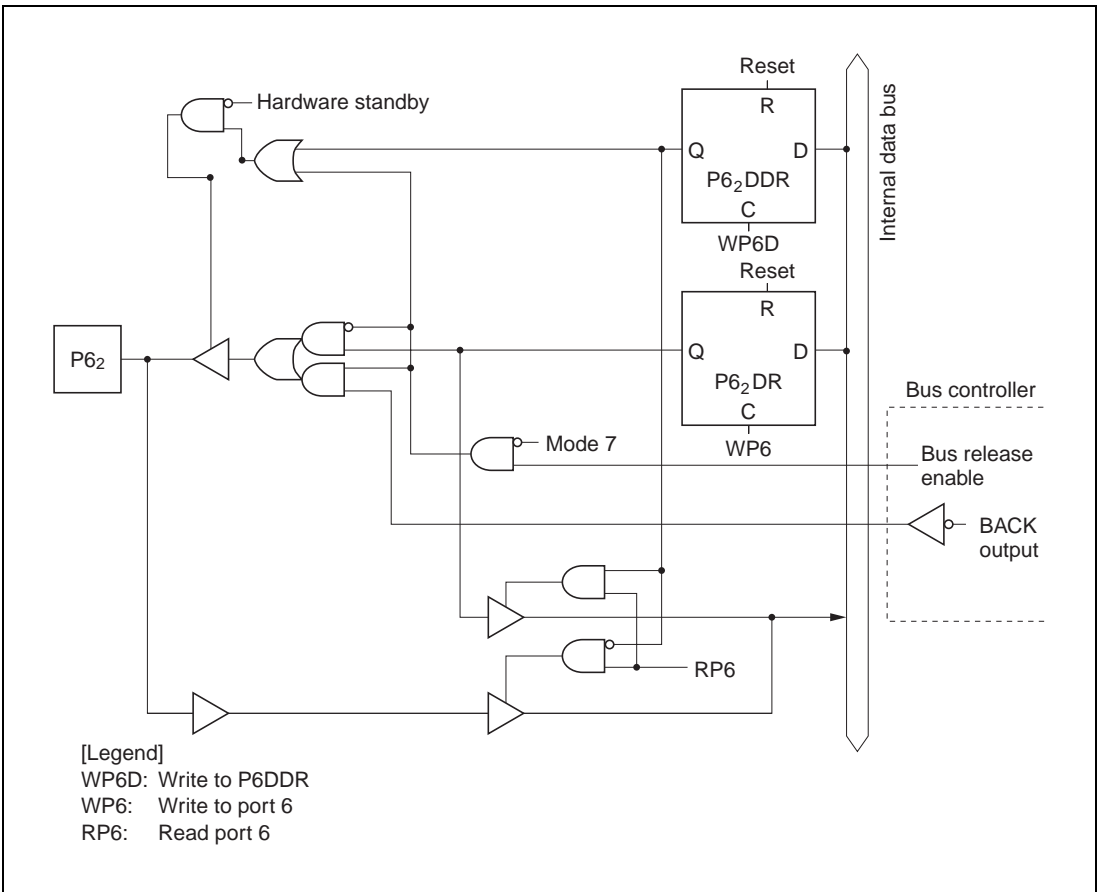 Reset
Hardware standby
R
Q D
P6₂DDR
C
WP6D
Internal data bus
Reset
R
P6₂
Q D
P6₂DR
C
WP6
Bus controller
Mode 7
Bus release
enable
BACK
output
RP6
[Legend]
WP6D: Write to P6DDR
WP6: Write to port 6
RP6: Read port 6